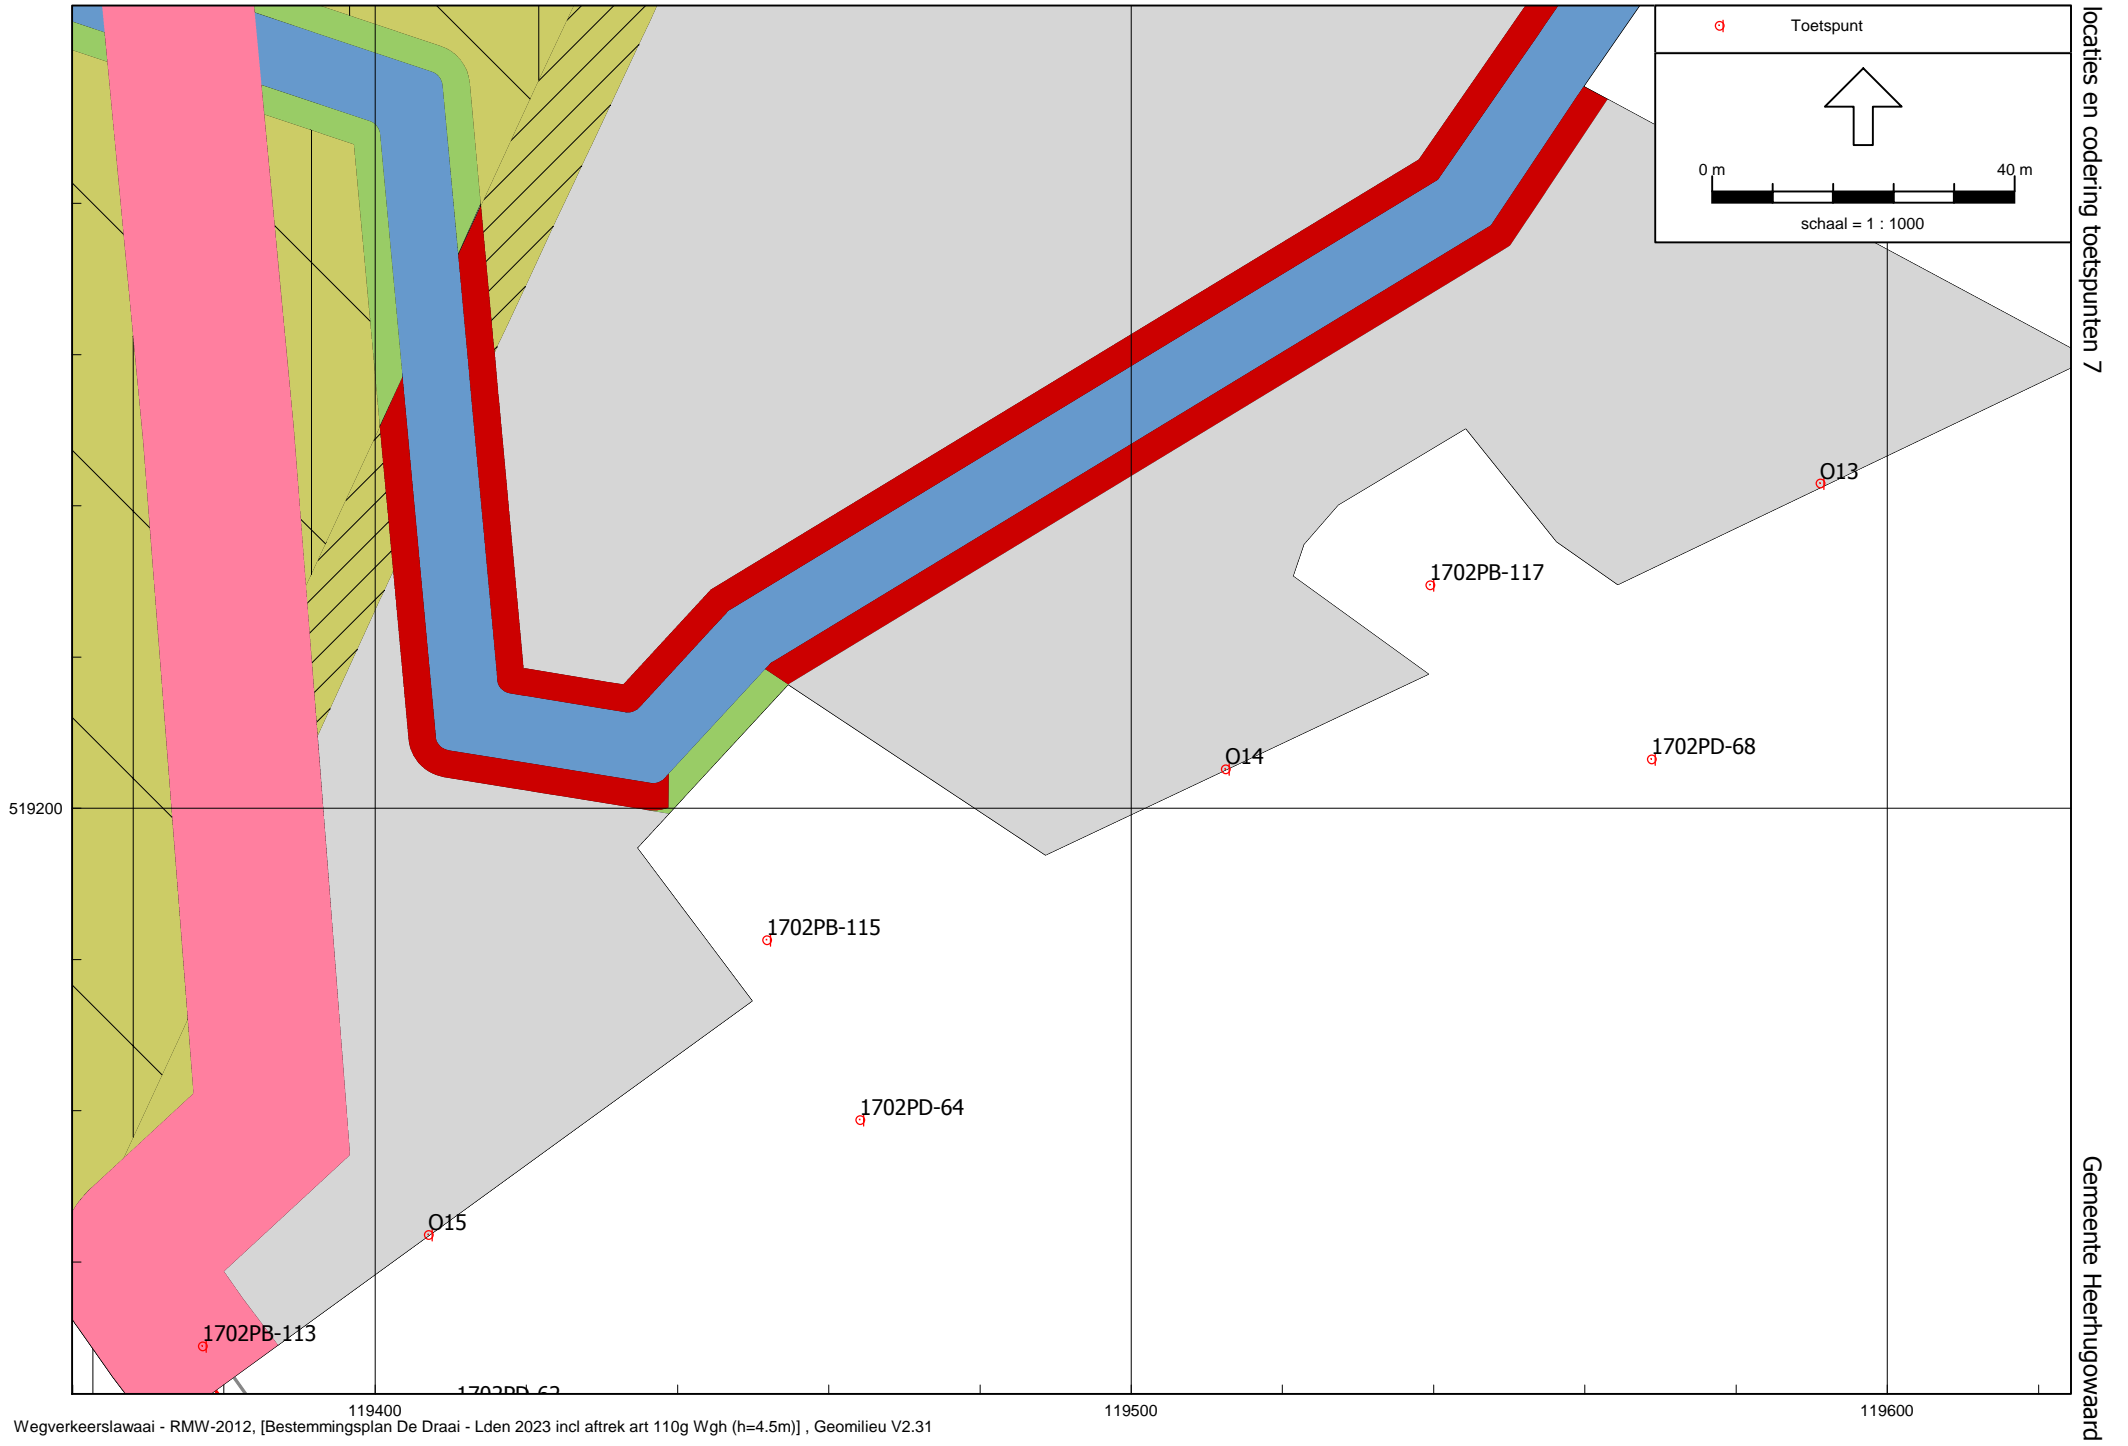 Toetspunt
0 m 40 m
schaal = 1 : 1000
locaties en codering toetspunten 7
O13
1702PB-117
1702PD-68
O14
519200
1702PB-115
1702PD-64
O15
1702PB-113
119400 119500 119600
Gemeente Heerhugowaard
Wegverkeerslawaai - RMW-2012, [Bestemmingsplan De Draai - Lden 2023 incl aftrek art 110g Wgh (h=4.5m)] , Geomilieu V2.31